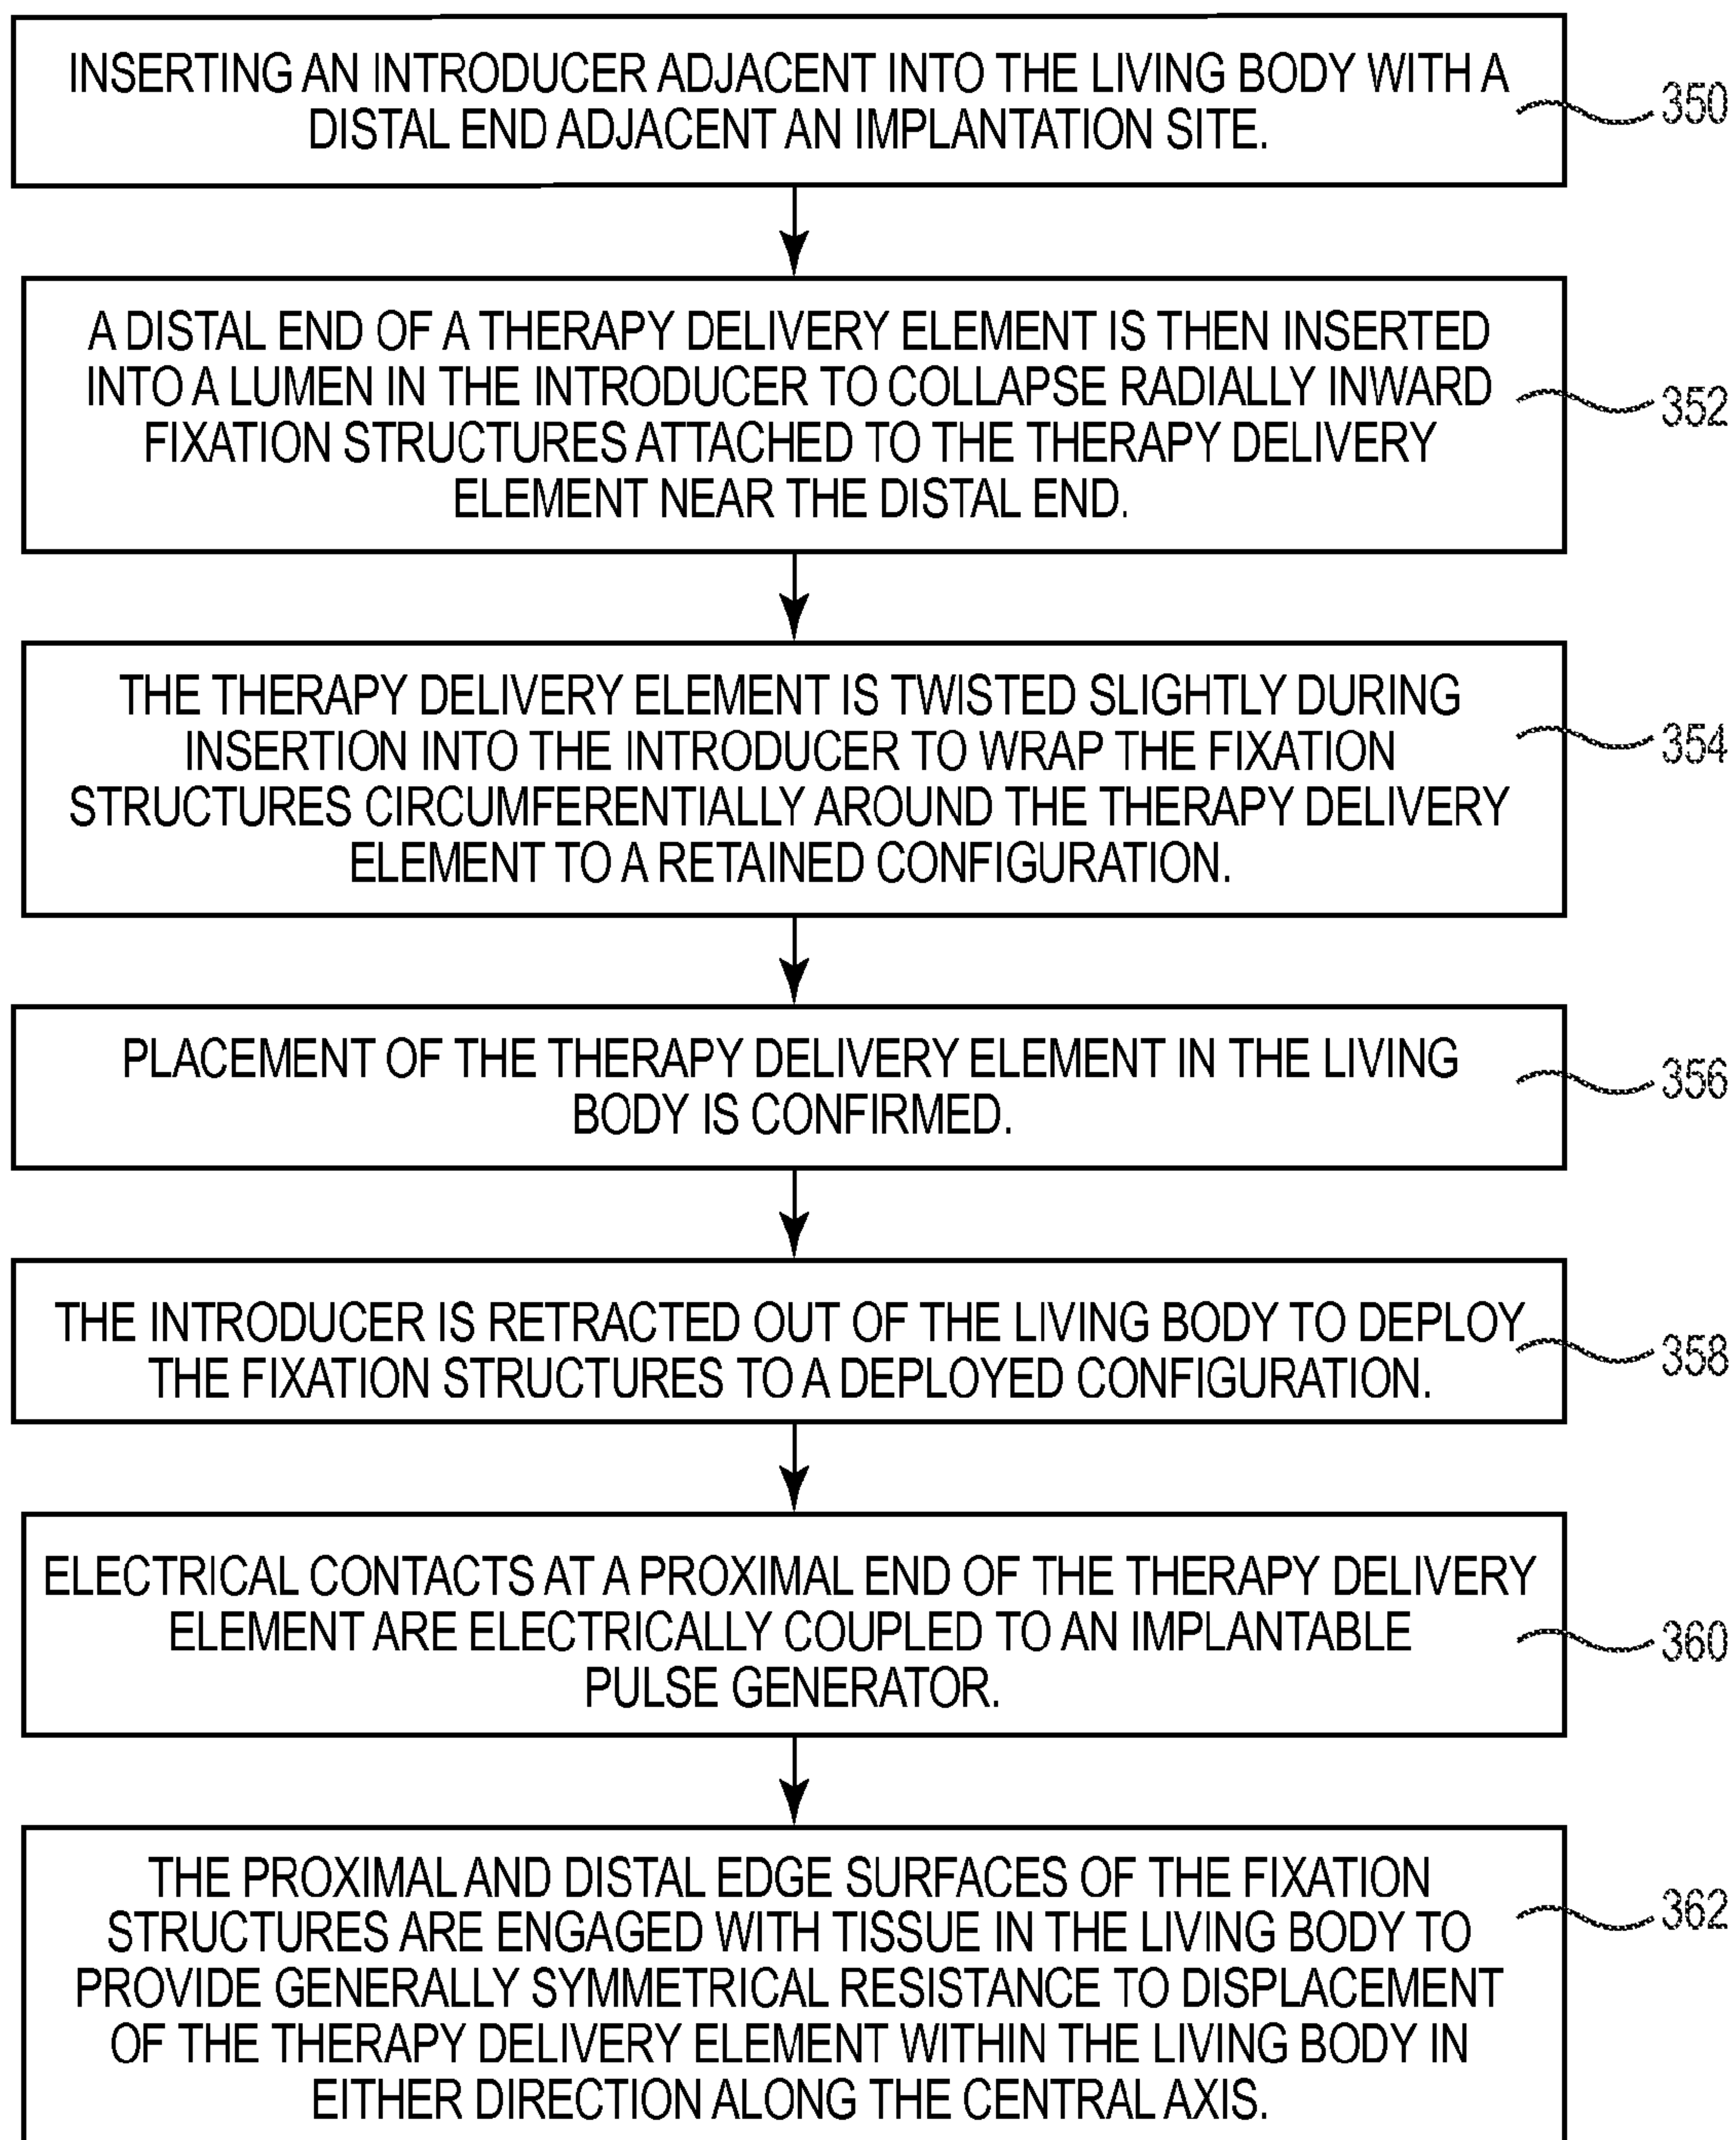 INSERTING AN INTRODUCER ADJACENT INTO THE LIVING BODY WITH A
DISTAL END ADJACENT AN IMPLANTATION SITE.
350
A DISTAL END OF A THERAPY DELIVERY ELEMENT IS THEN INSERTED
INTO A LUMEN IN THE INTRODUCER TO COLLAPSE RADIALLY INWARD
FIXATION STRUCTURES ATTACHED TO THE THERAPY DELIVERY
ELEMENT NEAR THE DISTAL END.
352
THE THERAPY DELIVERY ELEMENT IS TWISTED SLIGHTLY DURING
INSERTION INTO THE INTRODUCER TO WRAP THE FIXATION
STRUCTURES CIRCUMFERENTIALLY AROUND THE THERAPY DELIVERY
ELEMENT TO A RETAINED CONFIGURATION.
354
PLACEMENT OF THE THERAPY DELIVERY ELEMENT IN THE LIVING
BODY IS CONFIRMED.
356
THE INTRODUCER IS RETRACTED OUT OF THE LIVING BODY TO DEPLOY
THE FIXATION STRUCTURES TO A DEPLOYED CONFIGURATION.
358
ELECTRICAL CONTACTS AT A PROXIMAL END OF THE THERAPY DELIVERY
ELEMENT ARE ELECTRICALLY COUPLED TO AN IMPLANTABLE
PULSE GENERATOR.
360
THE PROXIMAL AND DISTAL EDGE SURFACES OF THE FIXATION
STRUCTURES ARE ENGAGED WITH TISSUE IN THE LIVING BODY TO
PROVIDE GENERALLY SYMMETRICAL RESISTANCE TO DISPLACEMENT
OF THE THERAPY DELIVERY ELEMENT WITHIN THE LIVING BODY IN
EITHER DIRECTION ALONG THE CENTRAL AXIS.
362